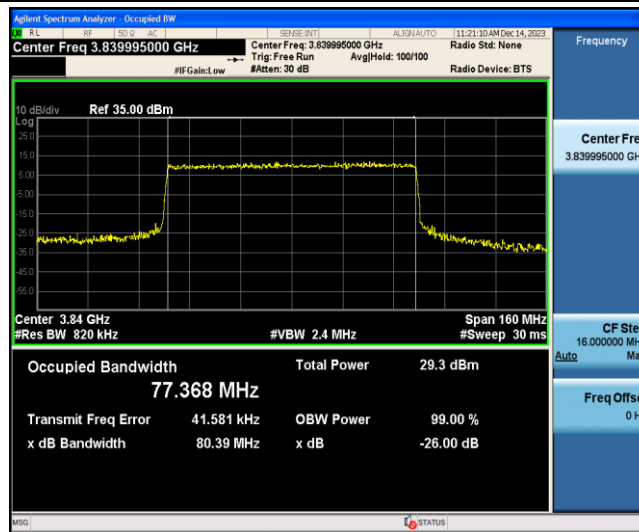 Agilent Spectrum Analyzer - Occupied BW
RL RF 50 Ω AC SENSE:INT ALIGNAUTO 11:21:10 AM Dec 14, 2023
Center Freq 3.839995000 GHz Center Freq: 3.839995000 GHz Radio Std: None Frequency
Trig: Free Run Avg|Hold: 100/100
#IFGain:Low #Atten: 30 dB Radio Device: BTS
10 dB/div Ref 35.00 dBm
Log
25.0
15.0
5.00
-5.00
-15.0
-25.0
-35.0
-45.0
-55.0
Center Fre
3.839995000 GH
Center 3.84 GHz Span 160 MHz
#Res BW 820 kHz #VBW 2.4 MHz #Sweep 30 ms
CF Ste
16.000000 MH
Auto Ma
Occupied Bandwidth Total Power 29.3 dBm
77.368 MHz
Transmit Freq Error 41.581 kHz OBW Power 99.00 %
x dB Bandwidth 80.39 MHz x dB -26.00 dB
Freq Offse
0 H
MSG STATUS